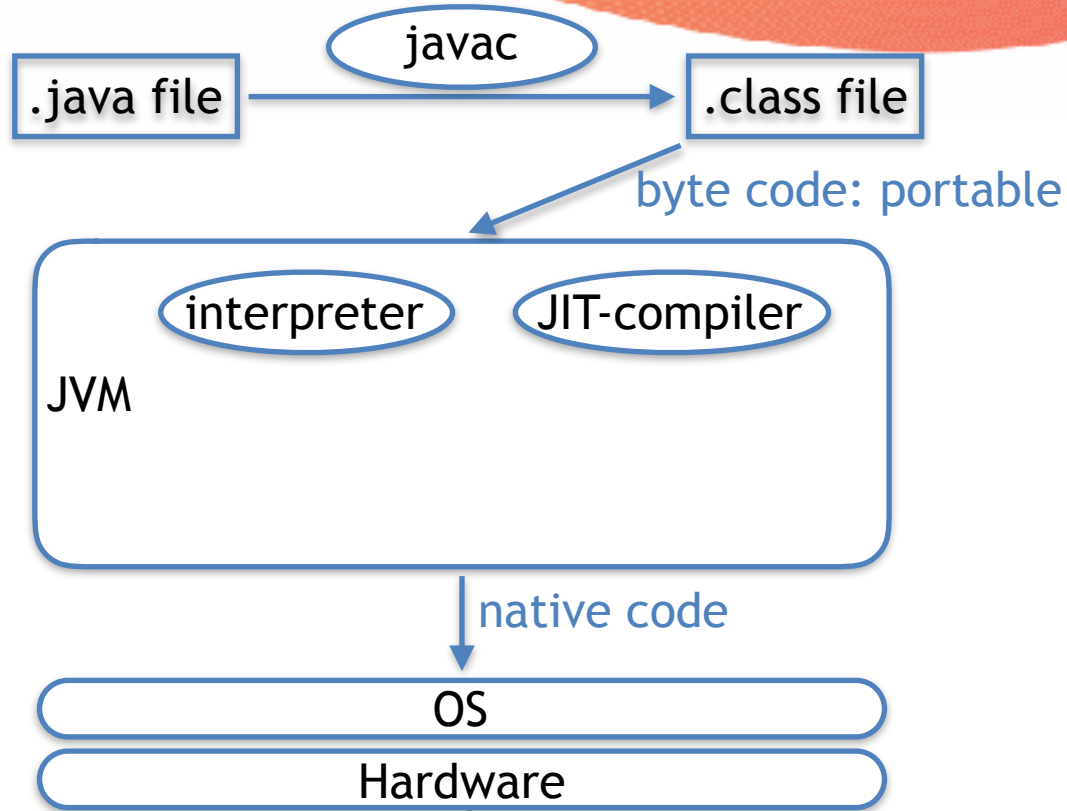 javac
.java file
.class file
byte code: portable
interpreter
JIT-compiler
JVM
native code
OS
Hardware